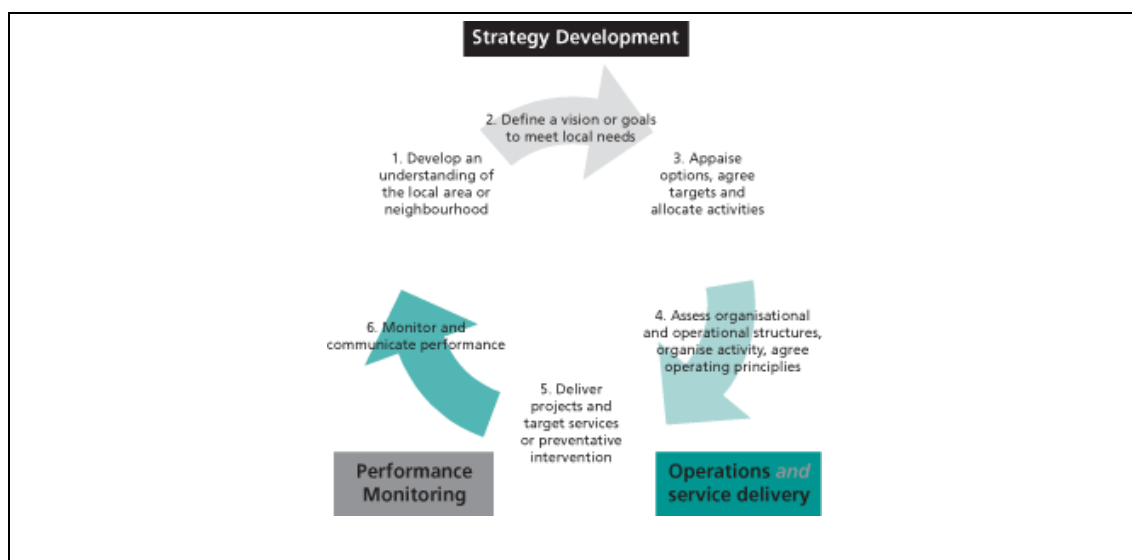 Strategy Development
2. Define a vision or goals
to meet local needs
1. Develop an
understanding of
the local area or
neighbourhood
3. Appaise
options, agree
targets and
allocate activities
4. Assess organisational
and operational structures,
organise activity, agree
operating principlies
5. Deliver
projects and
target services
or preventative
intervention
6. Monitor and
communicate performance
Performance
Monitoring
Operations and
service delivery